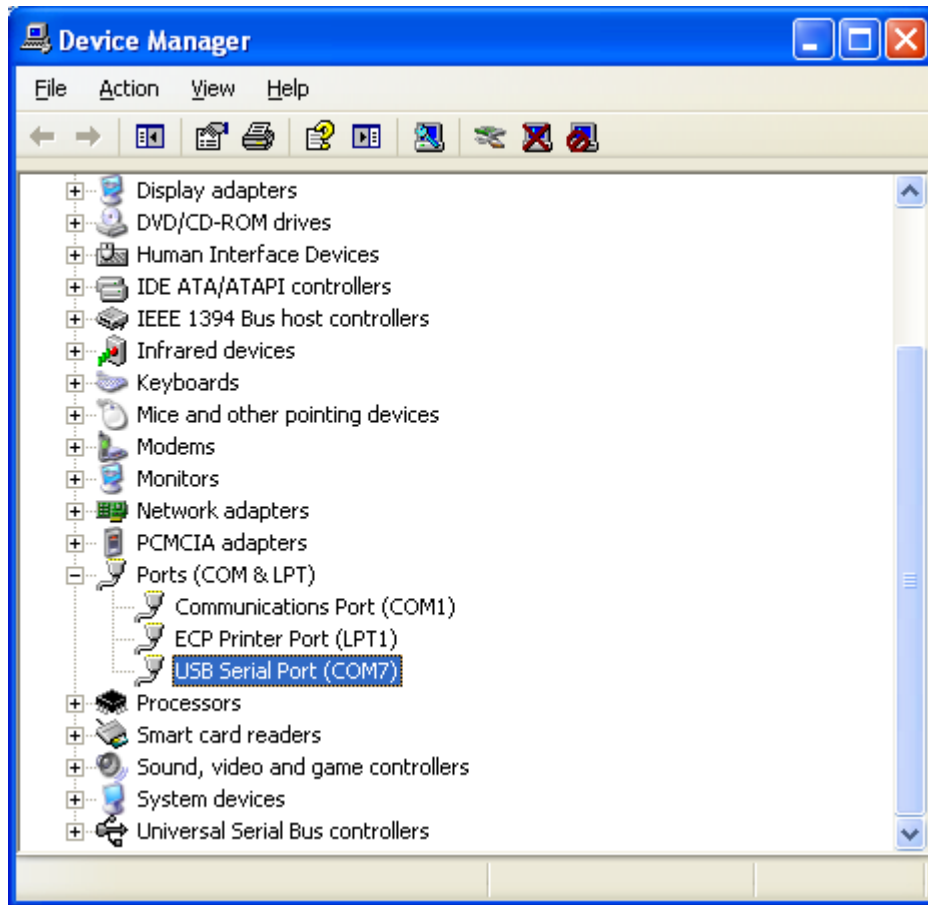 Device Manager
File Action View Help
Display adapters
DVD/CD-ROM drives
Human Interface Devices
IDE ATA/ATAPI controllers
IEEE 1394 Bus host controllers
Infrared devices
Keyboards
Mice and other pointing devices
Modems
Monitors
Network adapters
PCMCIA adapters
Ports (COM & LPT)
Communications Port (COM1)
ECP Printer Port (LPT1)
USB Serial Port (COM7)
Processors
Smart card readers
Sound, video and game controllers
System devices
Universal Serial Bus controllers